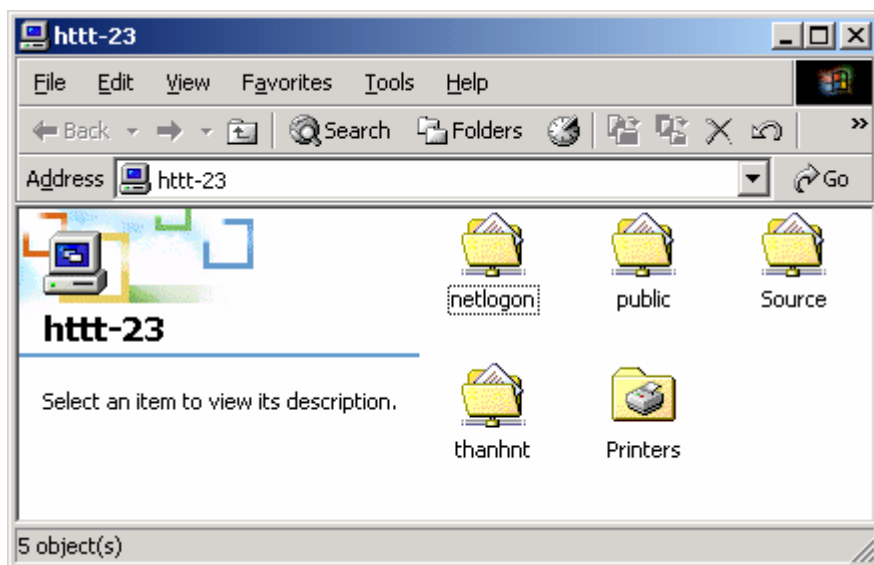 httt-23
File Edit View Favorites Tools Help
Back Search Folders »
Address httt-23 Go
httt-23
Select an item to view its description.
netlogon public Source
thanhnt Printers
5 object(s)